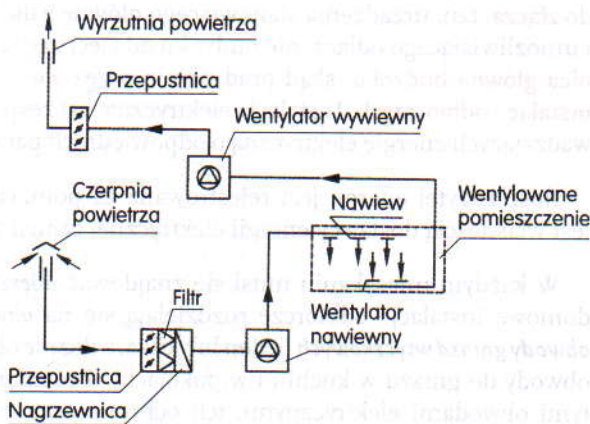 Wyrzutnia powietrza
Przepustnica
Wentylator wywiewny
Czerpnia
powietrza
Nawiew
Wentylowane
pomieszczenie
Filtr
Wentylator
nawiewny
Przepustnica
Nagrzewnica